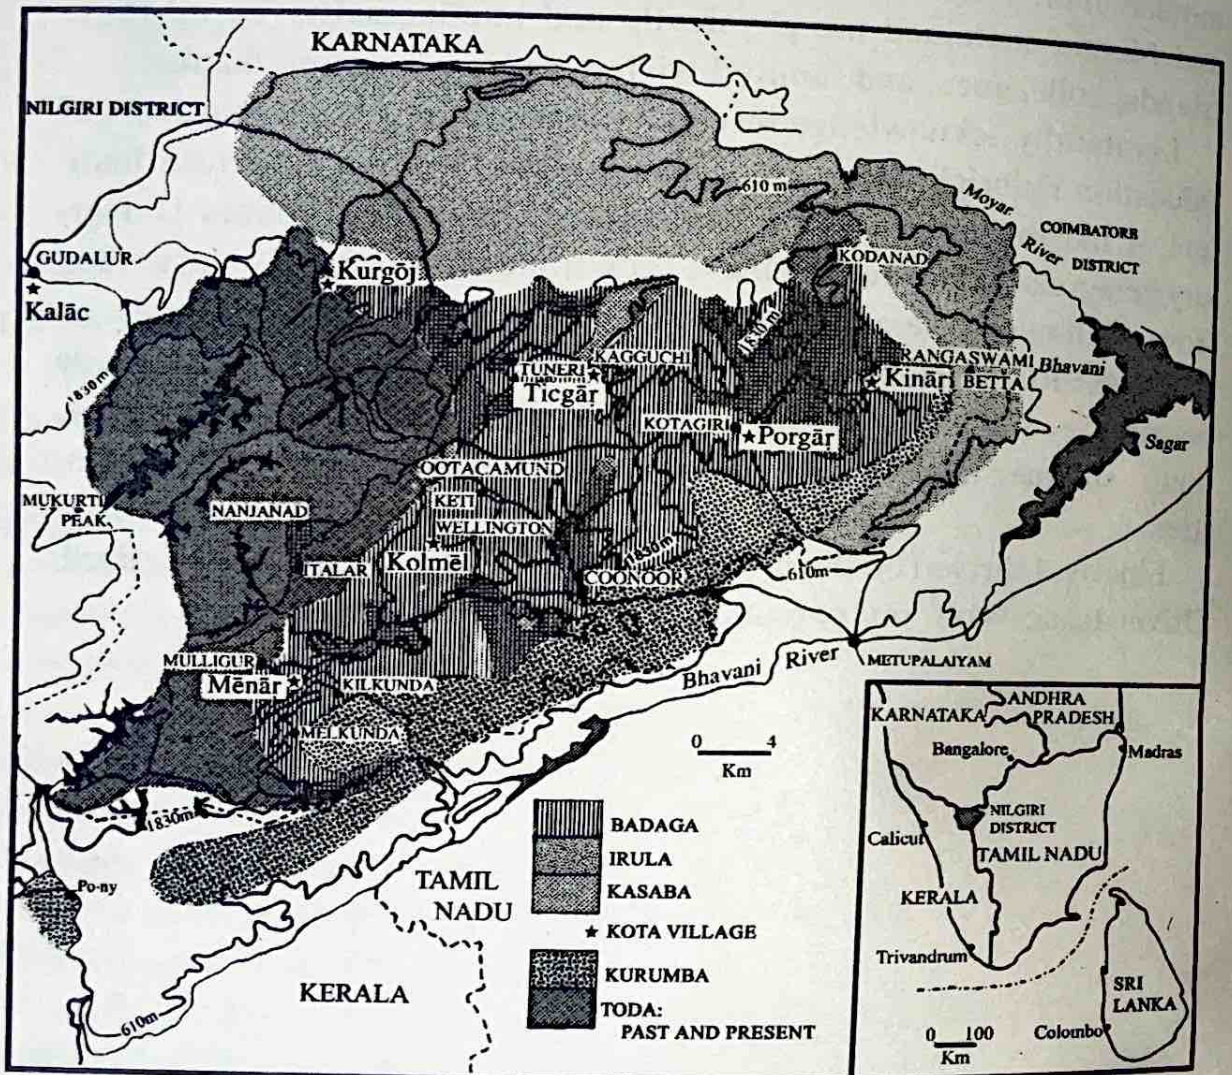 KARNATAKA
NILGIRI DISTRICT
610 m
Moyar
River
COIMBATORE
DISTRICT
GUDALUR
Kalāc
Kurgōj
KODANAD
1830 m
1830 m
TUNERI
KAGGUCHI
Ticgār
RANGASWAMI
BETTA
Kinār
Bhavani
Sagar
KOTAGIRI
Porgār
OOTACAMUND
KETI
WELLINGTON
Kolmēl
MUKURTI
PEAK
NANJANAD
ITALAR
1830 m
COONOOR
610m
MULLIGUR
Mēnār
KILKUNDA
MELKUNDA
Bhavani River
METUPALAIYAM
0 4
Km
1830m
Po-ny
610m
TAMIL
NADU
KERALA
BADAGA
IRULA
KASABA
★ KOTA VILLAGE
KURUMBA
TODA:
PAST AND PRESENT
KARNATAKA
ANDHRA
PRADESH
Bangalore
Madras
NILGIRI
DISTRICT
Calicut
TAMIL NADU
KERALA
Trivandrum
SRI
LANKA
Colombo
0 100
Km